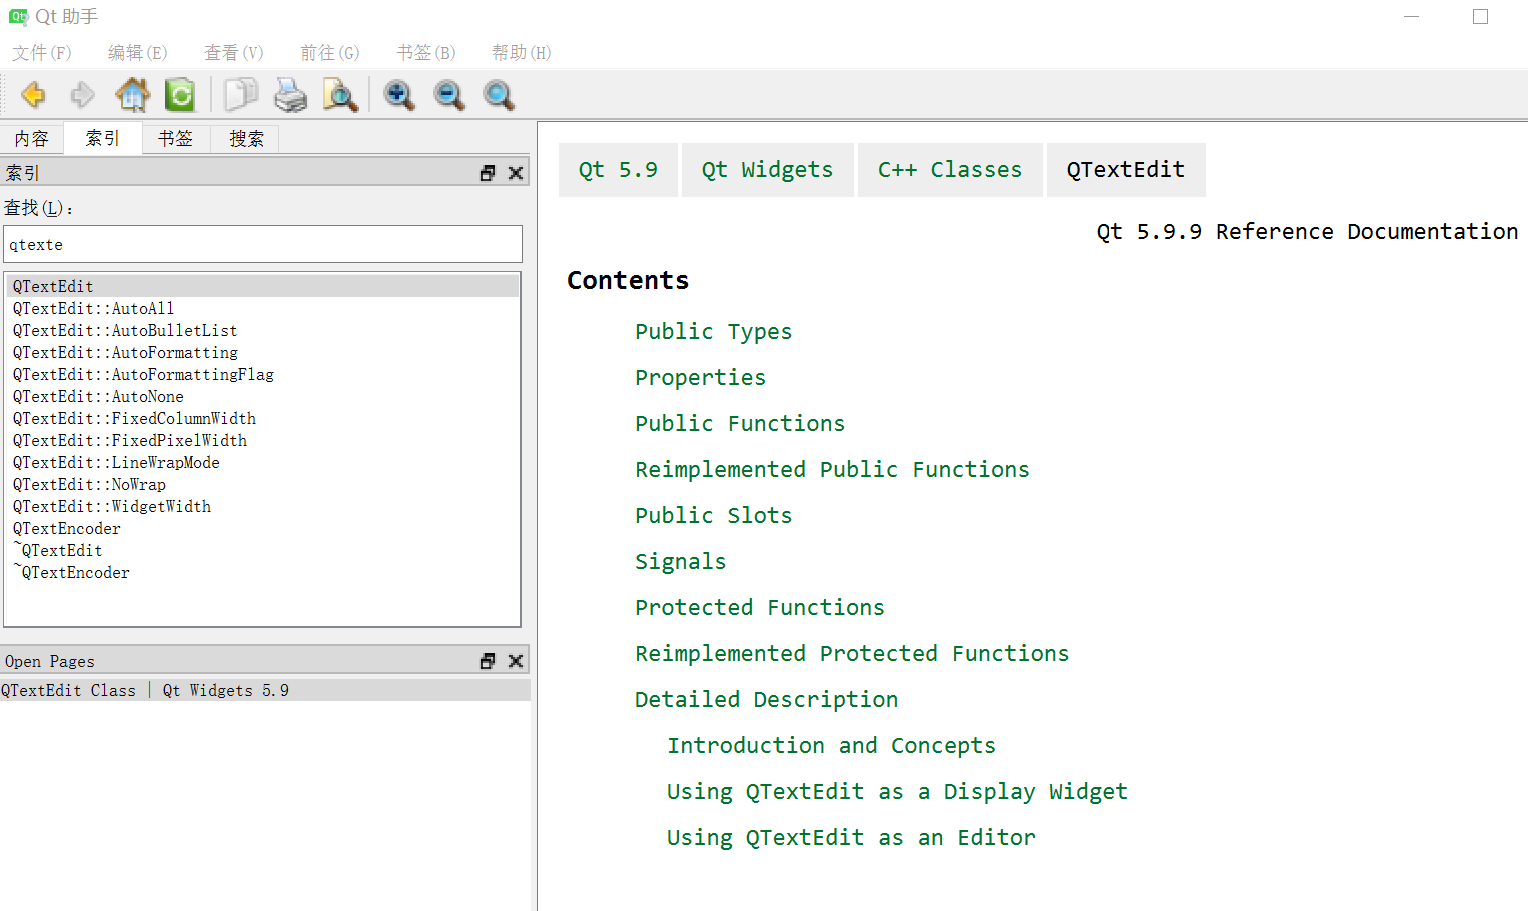 Qt 助手
文件(F) 编辑(E) 查看(V) 前往(G) 书签(B) 帮助(H)
内容 索引 书签 搜索
索引
查找(L):
qtexte
QTextEdit
QTextEdit::AutoAll
QTextEdit::AutoBulletList
QTextEdit::AutoFormatting
QTextEdit::AutoFormattingFlag
QTextEdit::AutoNone
QTextEdit::FixedColumnWidth
QTextEdit::FixedPixelWidth
QTextEdit::LineWrapMode
QTextEdit::NoWrap
QTextEdit::WidgetWidth
QTextEncoder
~QTextEdit
~QTextEncoder
Open Pages
QTextEdit Class | Qt Widgets 5.9
Qt 5.9 Qt Widgets C++ Classes QTextEdit
Qt 5.9.9 Reference Documentation
Contents
Public Types
Properties
Public Functions
Reimplemented Public Functions
Public Slots
Signals
Protected Functions
Reimplemented Protected Functions
Detailed Description
Introduction and Concepts
Using QTextEdit as a Display Widget
Using QTextEdit as an Editor